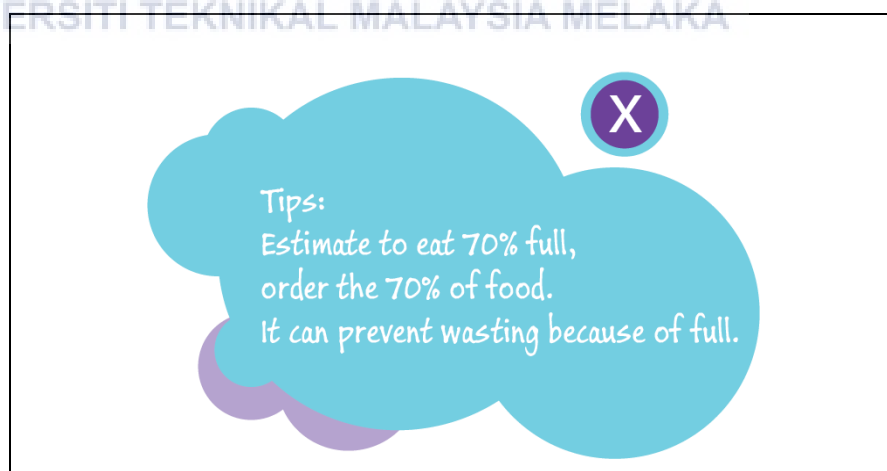 ERSITI TEKNIKAL MALAYSIA MELAKA
X
Tips:
Estimate to eat 70% full,
order the 70% of food.
It can prevent wasting because of full.